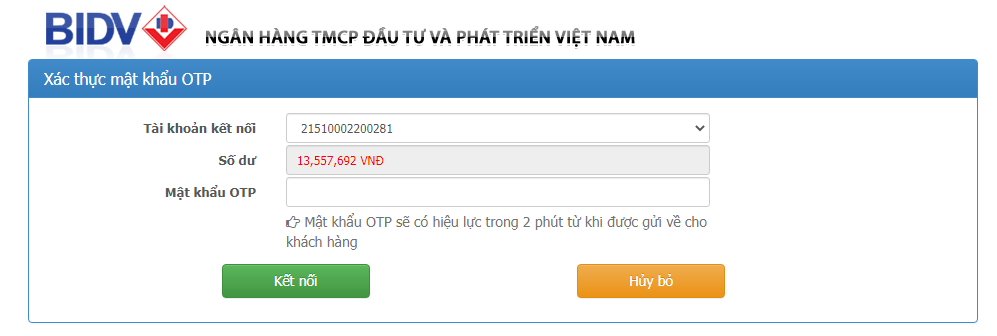 BIDV NGÂN HÀNG TMCP ĐẦU TƯ VÀ PHÁT TRIỂN VIỆT NAM
Xác thực mật khẩu OTP
Tài khoản kết nối 21510002200281
Số dư 13,557,692 VNĐ
Mật khẩu OTP
Mật khẩu OTP sẽ có hiệu lực trong 2 phút từ khi được gửi về cho
khách hàng
Kết nối Hủy bỏ